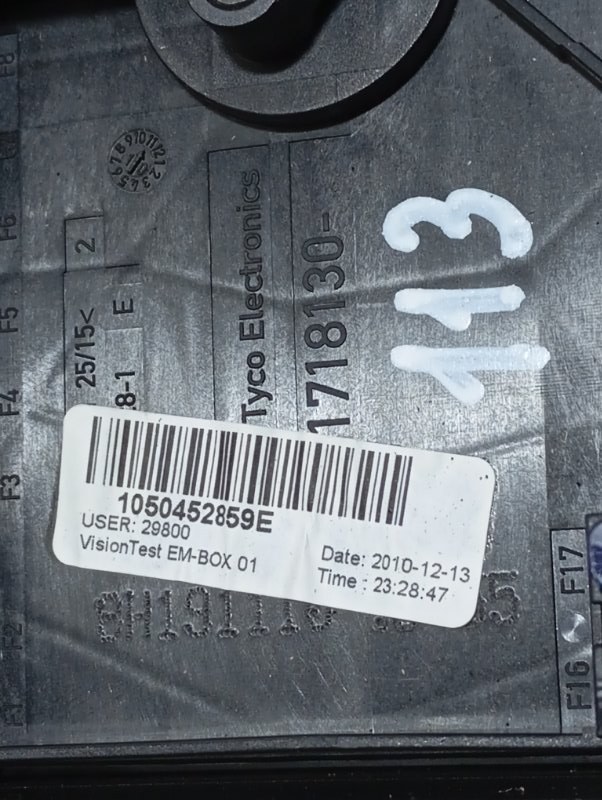 1050452859E
USER: 29800
VisionTest EM-BOX 01
Date: 2010-12-13
Time : 23:28:47
Tyco Electronics
1718130-
113
25/15<
2
8-1
E
F8
F6
F5
F4
F3
F2
F17
F16